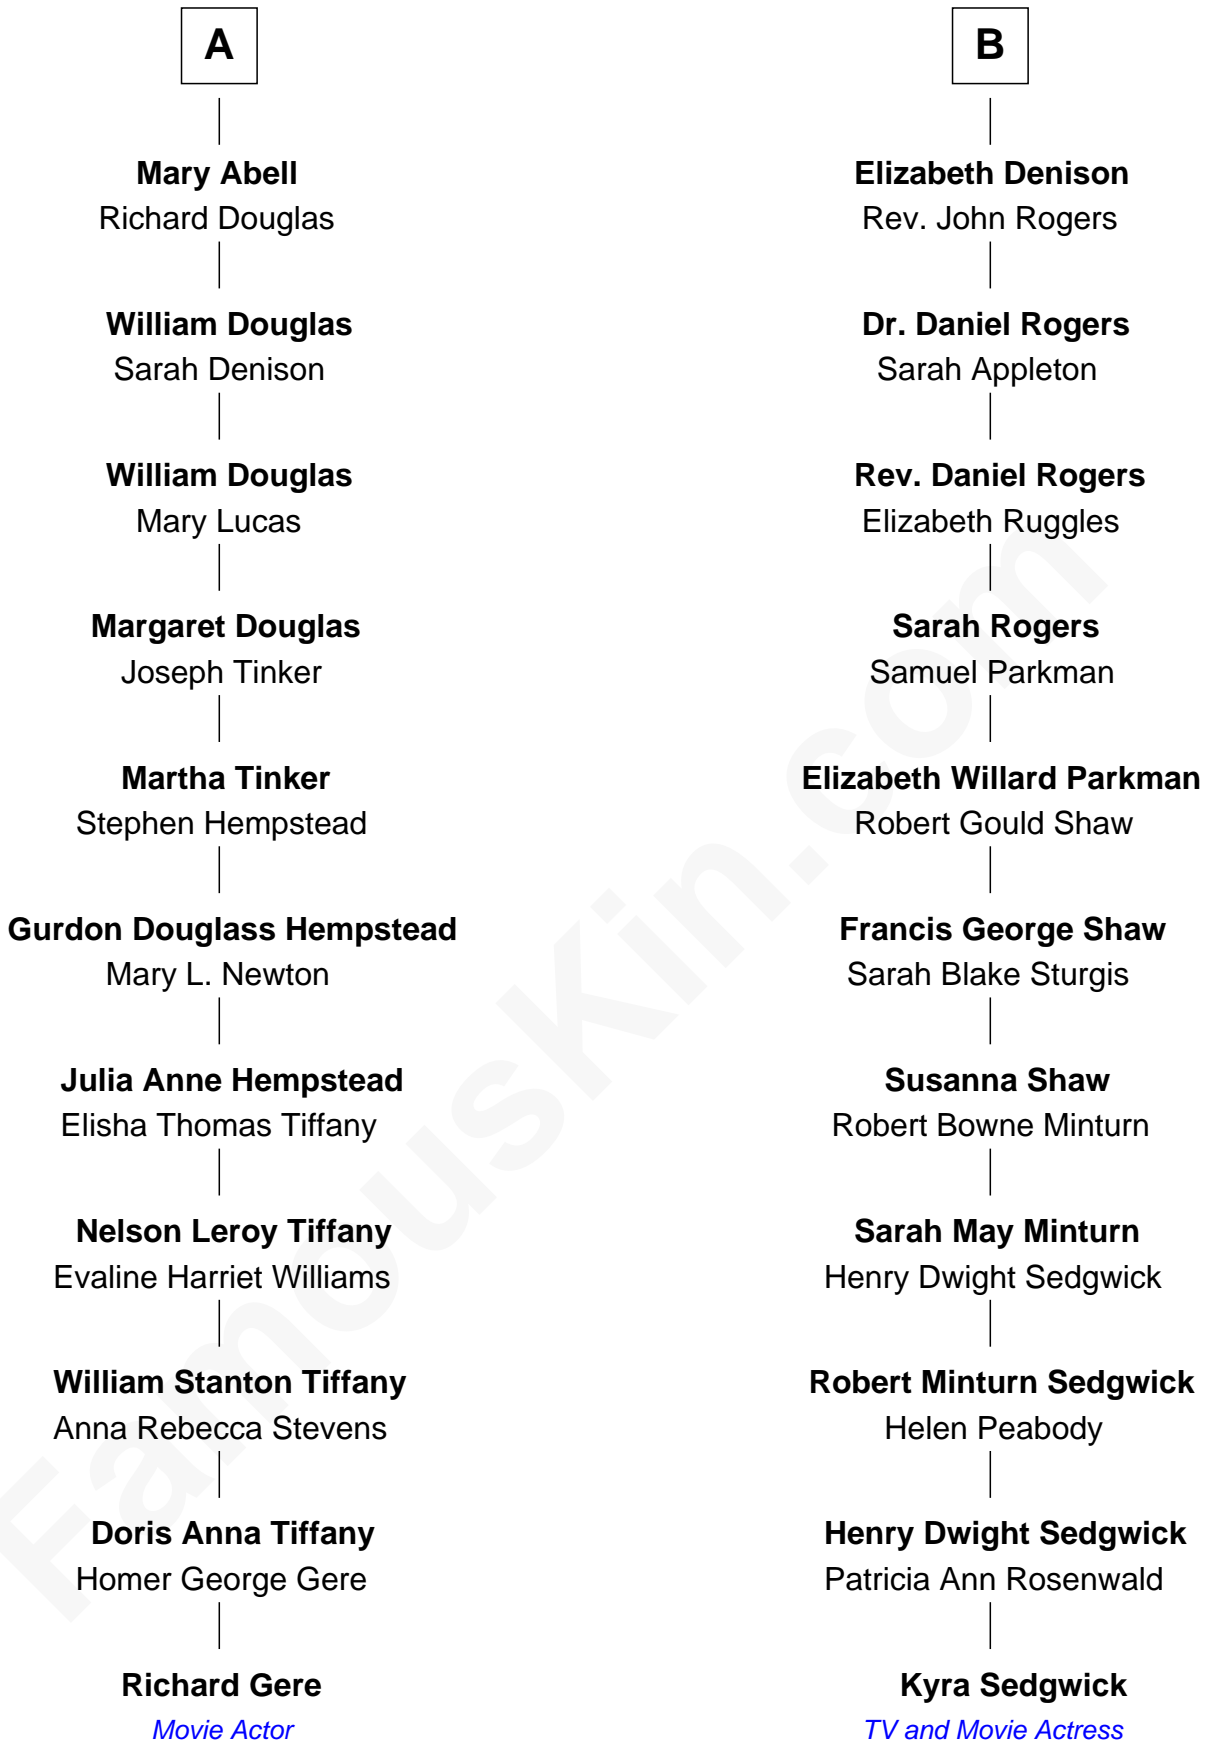 A
Mary Abell
Richard Douglas
William Douglas
Sarah Denison
William Douglas
Mary Lucas
Margaret Douglas
Joseph Tinker
Martha Tinker
Stephen Hempstead
Gurdon Douglass Hempstead
Mary L. Newton
Julia Anne Hempstead
Elisha Thomas Tiffany
Nelson Leroy Tiffany
Evaline Harriet Williams
William Stanton Tiffany
Anna Rebecca Stevens
Doris Anna Tiffany
Homer George Gere
Richard Gere
Movie Actor
B
Elizabeth Denison
Rev. John Rogers
Dr. Daniel Rogers
Sarah Appleton
Rev. Daniel Rogers
Elizabeth Ruggles
Sarah Rogers
Samuel Parkman
Elizabeth Willard Parkman
Robert Gould Shaw
Francis George Shaw
Sarah Blake Sturgis
Susanna Shaw
Robert Bowne Minturn
Sarah May Minturn
Henry Dwight Sedgwick
Robert Minturn Sedgwick
Helen Peabody
Henry Dwight Sedgwick
Patricia Ann Rosenwald
Kyra Sedgwick
TV and Movie Actress
FamousKin.com